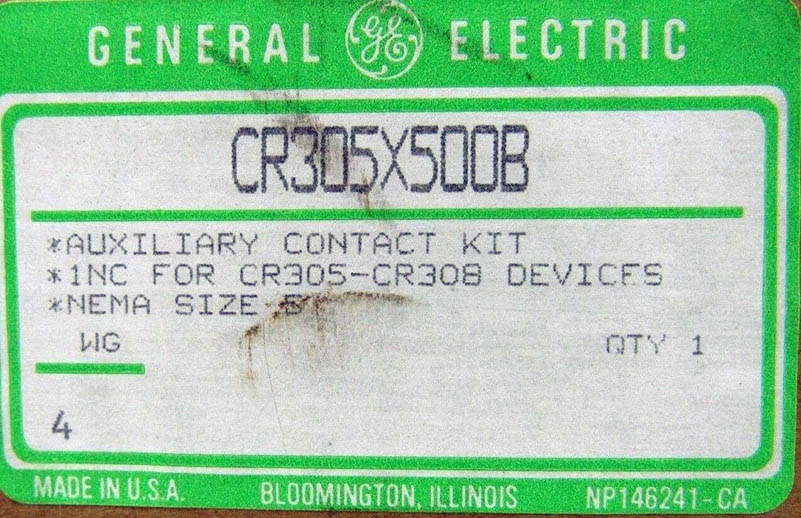 GENERAL GE ELECTRIC
CR305X500B
*AUXILIARY CONTACT KIT
*1NC FOR CR305-CR308 DEVICES
*NEMA SIZE
WG QTY 1
4
MADE IN U.S.A. BLOOMINGTON, ILLINOIS NP146241-CA